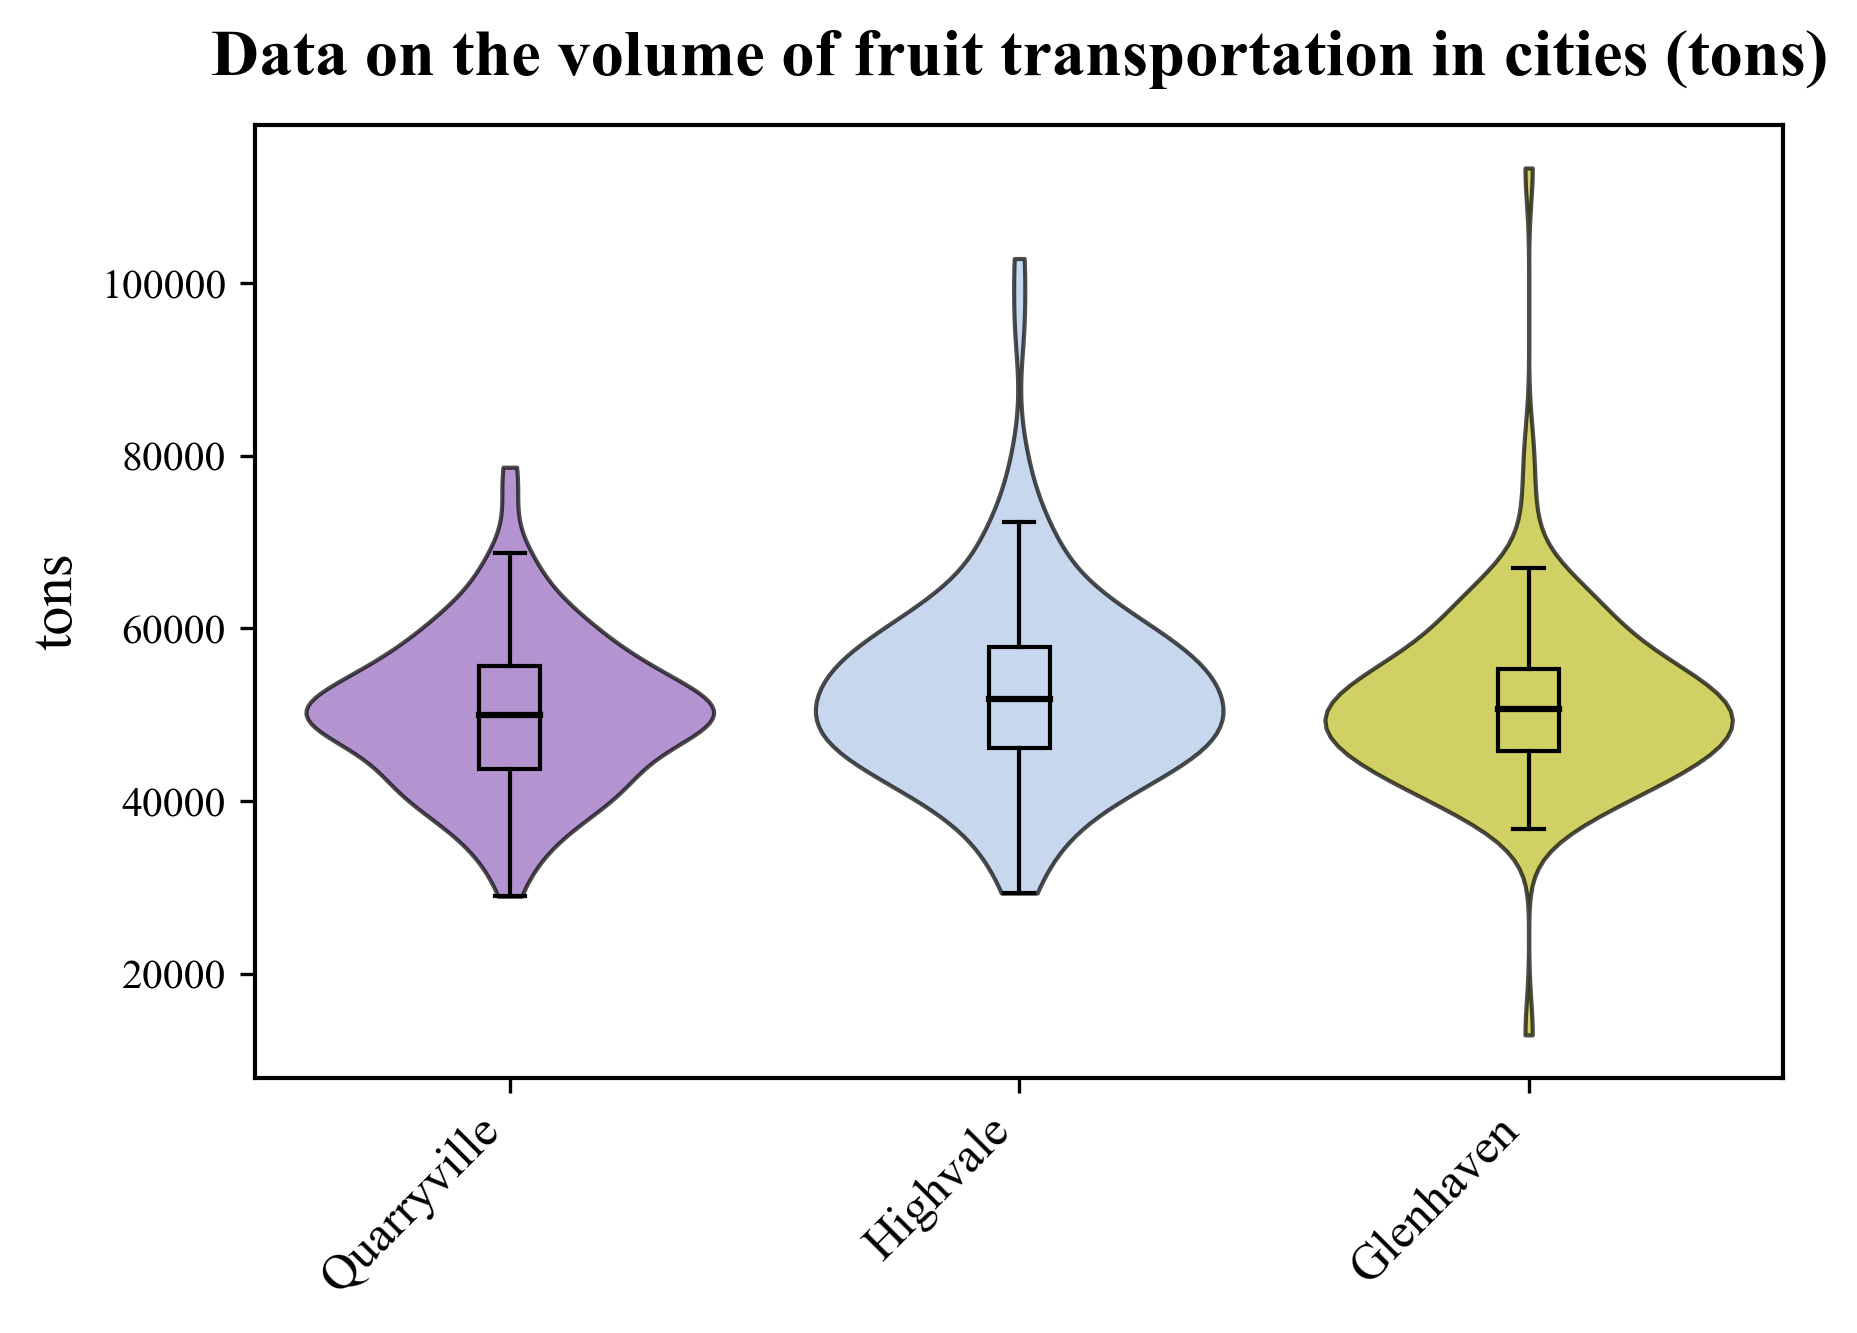 Data on the volume of fruit transportation in cities (tons)
tons
100000
80000
60000
40000
20000
Quarryville
Highvale
Glenhaven